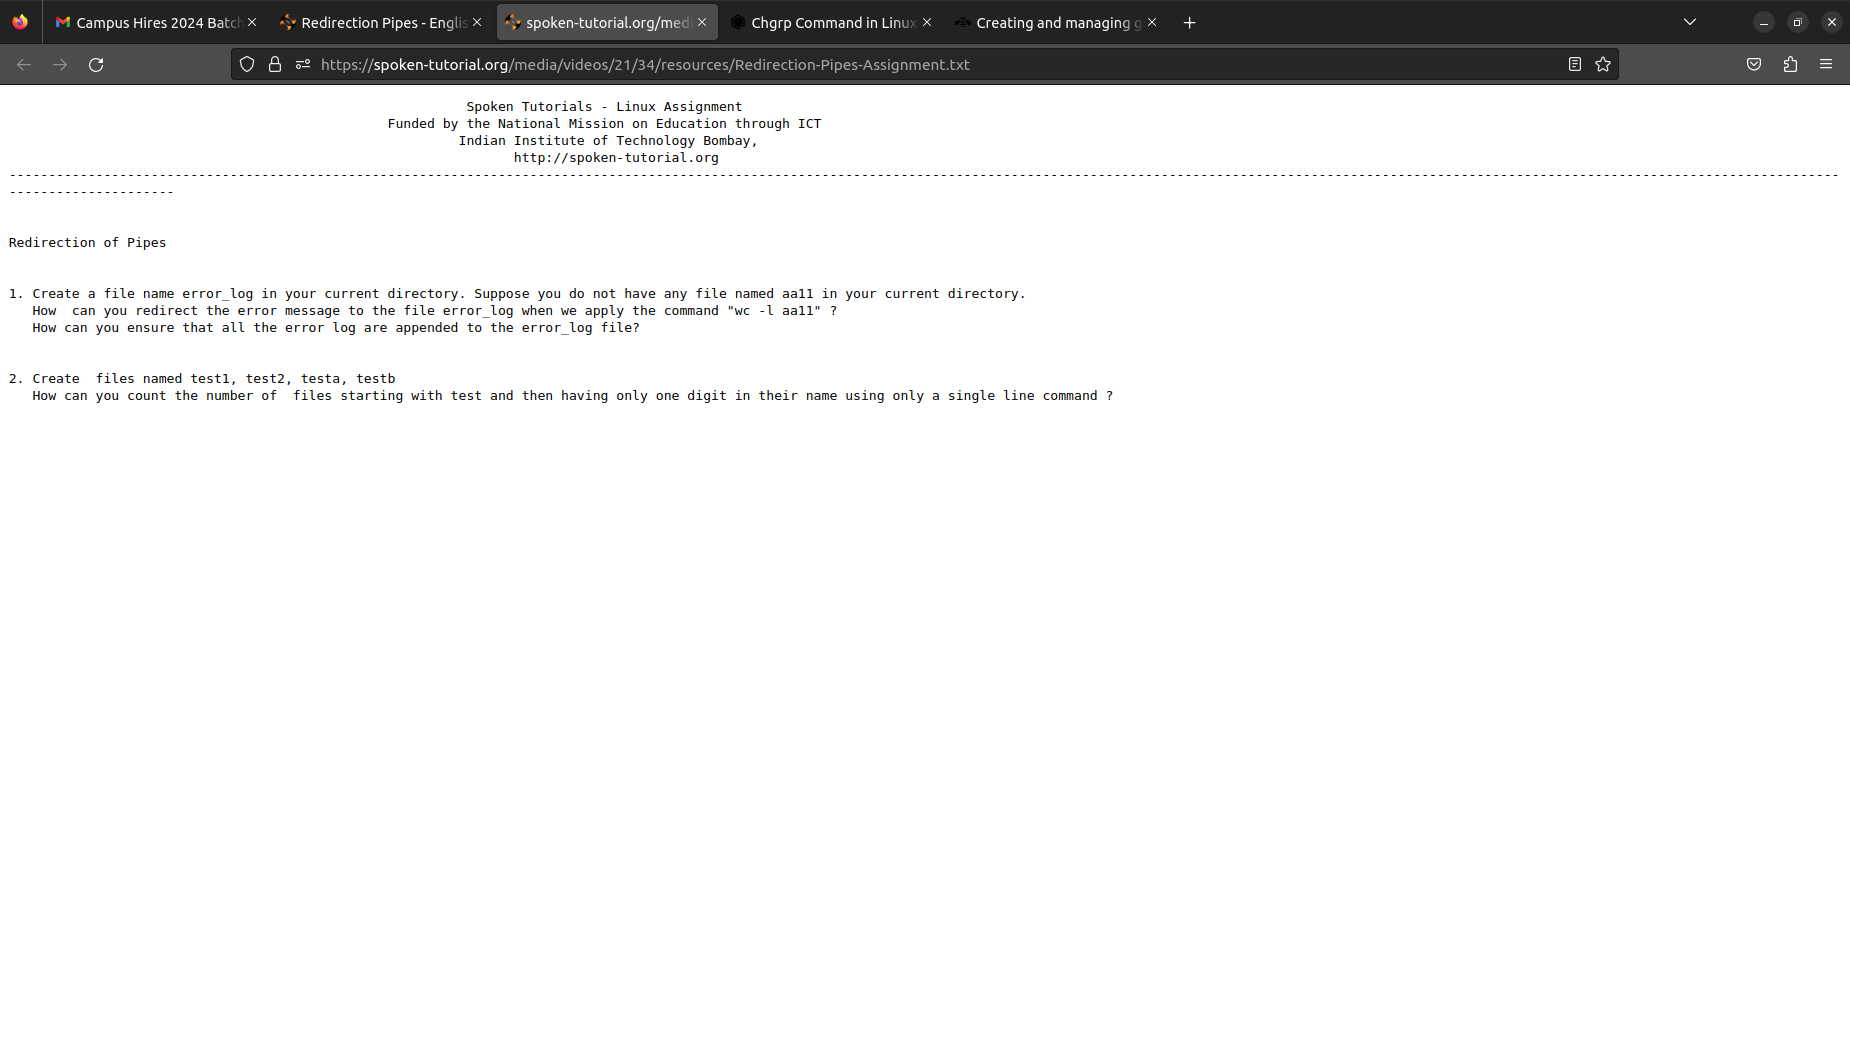 Campus Hires 2024 Batch
Redirection Pipes - Englis
spoken-tutorial.org/med
Chgrp Command in Linux
Creating and managing g
https://spoken-tutorial.org/media/videos/21/34/resources/Redirection-Pipes-Assignment.txt
Spoken Tutorials - Linux Assignment
Funded by the National Mission on Education through ICT
Indian Institute of Technology Bombay,
http://spoken-tutorial.org
Redirection of Pipes
1. Create a file name error_log in your current directory. Suppose you do not have any file named aa11 in your current directory.
How  can you redirect the error message to the file error_log when we apply the command "wc -l aa11" ?
How can you ensure that all the error log are appended to the error_log file?
2. Create  files named test1, test2, testa, testb
How can you count the number of  files starting with test and then having only one digit in their name using only a single line command ?